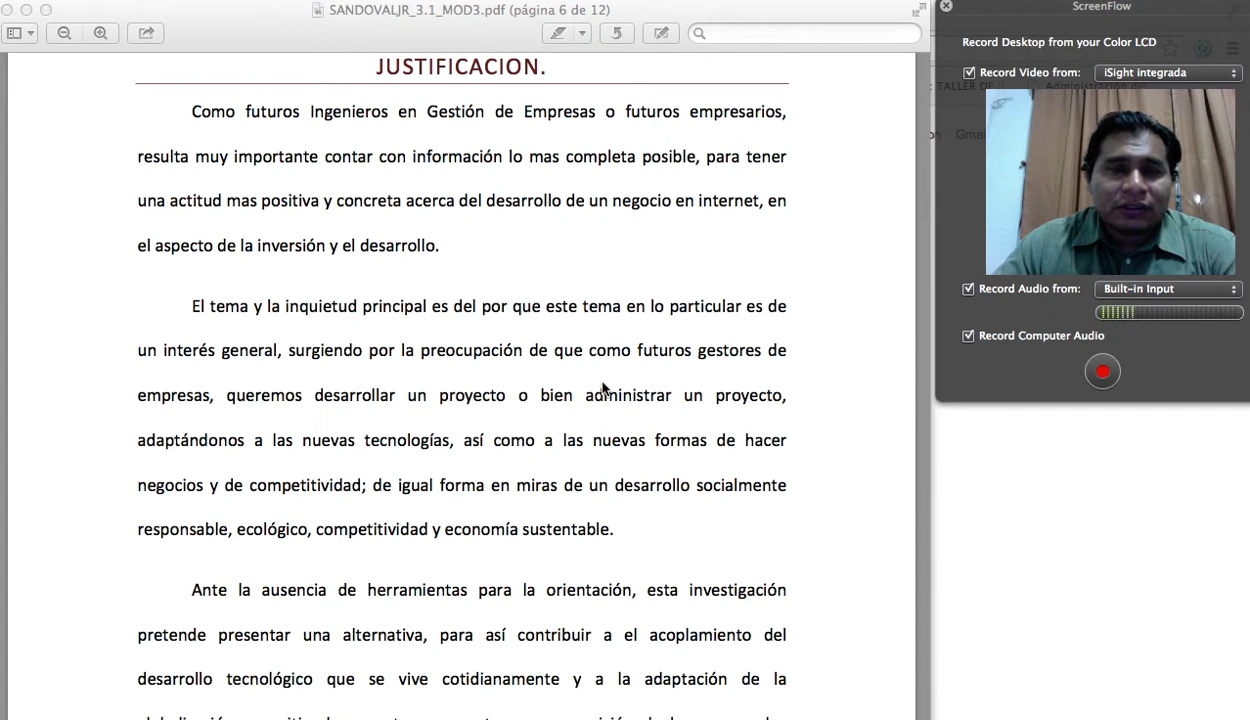 SANDOVALJR_3.1_MOD3.pdf (página 6 de 12)
JUSTIFICACION.
Como futuros Ingenieros en Gestión de Empresas o futuros empresarios,
resulta muy importante contar con información lo mas completa posible, para tener
una actitud mas positiva y concreta acerca del desarrollo de un negocio en internet, en
el aspecto de la inversión y el desarrollo.
El tema y la inquietud principal es del por que este tema en lo particular es de
un interés general, surgiendo por la preocupación de que como futuros gestores de
empresas, queremos desarrollar un proyecto o bien administrar un proyecto,
adaptándonos a las nuevas tecnologías, así como a las nuevas formas de hacer
negocios y de competitividad; de igual forma en miras de un desarrollo socialmente
responsable, ecológico, competitividad y economía sustentable.
Ante la ausencia de herramientas para la orientación, esta investigación
pretende presentar una alternativa, para así contribuir a el acoplamiento del
desarrollo tecnológico que se vive cotidianamente y a la adaptación de la
ScreenFlow
Record Desktop from your Color LCD
Record Video from: iSight integrada
TALLER DE
Administración de
Gma
Record Audio from: Built-in Input
Record Computer Audio